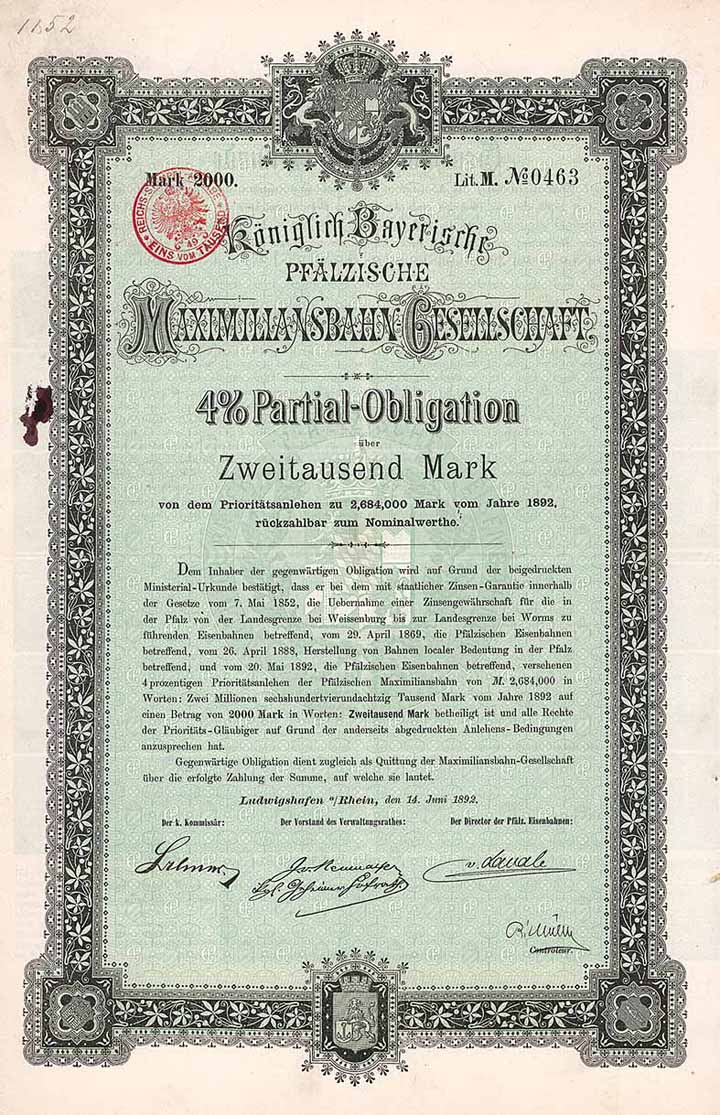 1152
Mark 2000.
Lit. M. № 0463
EINS VOM TAUSEND
Königlich Bayerische
PFÄLZISCHE
MAXIMILIANSBAHN-GESELLSCHAFT.
4% Partial-Obligation
über
Zweitausend Mark
von dem Prioritätsanlehen zu 2,684,000 Mark vom Jahre 1892,
rückzahlbar zum Nominalwerthe.
Dem Inhaber der gegenwärtigen Obligation wird auf Grund der beigedruckten
Ministerial-Urkunde bestätigt, dass er bei dem mit staatlicher Zinsen-Garantie innerhalb
der Gesetze vom 7. Mai 1852, die Uebernahme einer Zinsengewährschaft für die in
der Pfalz von der Landesgrenze bei Weissenburg bis zur Landesgrenze bei Worms zu
führenden Eisenbahnen betreffend, vom 29. April 1869, die Pfälzischen Eisenbahnen
betreffend, vom 26. April 1888, Herstellung von Bahnen localer Bedeutung in der Pfalz
betreffend, und vom 20. Mai 1892, die Pfälzischen Eisenbahnen betreffend, versehenen
4 prozentigen Prioritätsanlehen der Pfälzischen Maximiliansbahn von M. 2,684,000 in
Worten: Zwei Millionen sechshundertvierundachtzig Tausend Mark vom Jahre 1892 auf
einen Betrag von 2000 Mark in Worten: Zweitausend Mark betheiligt ist und alle Rechte
der Prioritäts-Gläubiger auf Grund der anderseits abgedruckten Anlehens-Bedingungen
anzusprechen hat.
Gegenwärtige Obligation dient zugleich als Quittung der Maximiliansbahn-Gesellschaft
über die erfolgte Zahlung der Summe, auf welche sie lautet.
Ludwigshafen a/Rhein, den 14. Juni 1892.
Der k. Kommissär:
Der Vorstand des Verwaltungsrathes:
Der Director der Pfälz. Eisenbahnen:
v. Lavale
Controleur.